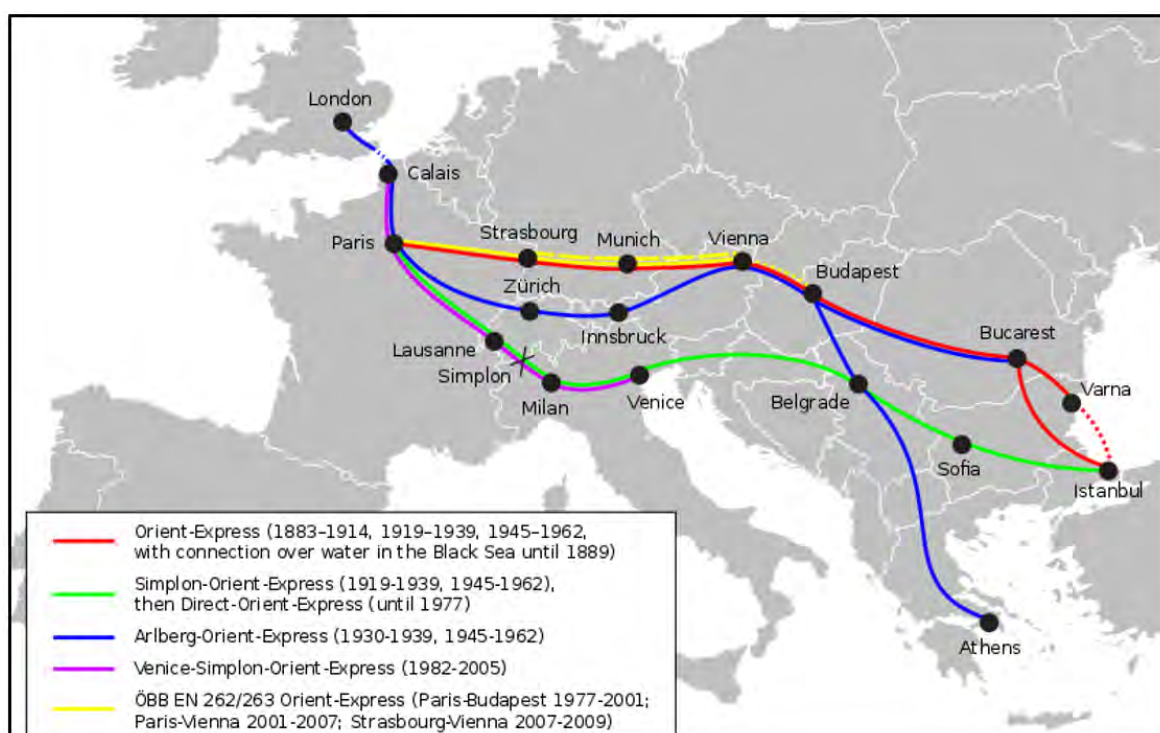 London
Calais
Paris
Strasbourg
Munich
Vienna
Budapest
Zürich
Innsbruck
Bucarest
Lausanne
Simplon
Milan
Venice
Belgrade
Varna
Sofia
Istanbul
Athens
Orient-Express (1883–1914, 1919–1939, 1945–1962,
with connection over water in the Black Sea until 1889)
Simplon-Orient-Express (1919-1939, 1945-1962),
then Direct-Orient-Express (until 1977)
Arlberg-Orient-Express (1930-1939, 1945-1962)
Venice-Simplon-Orient-Express (1982-2005)
ÖBB EN 262/263 Orient-Express (Paris-Budapest 1977-2001;
Paris-Vienna 2001-2007; Strasbourg-Vienna 2007-2009)